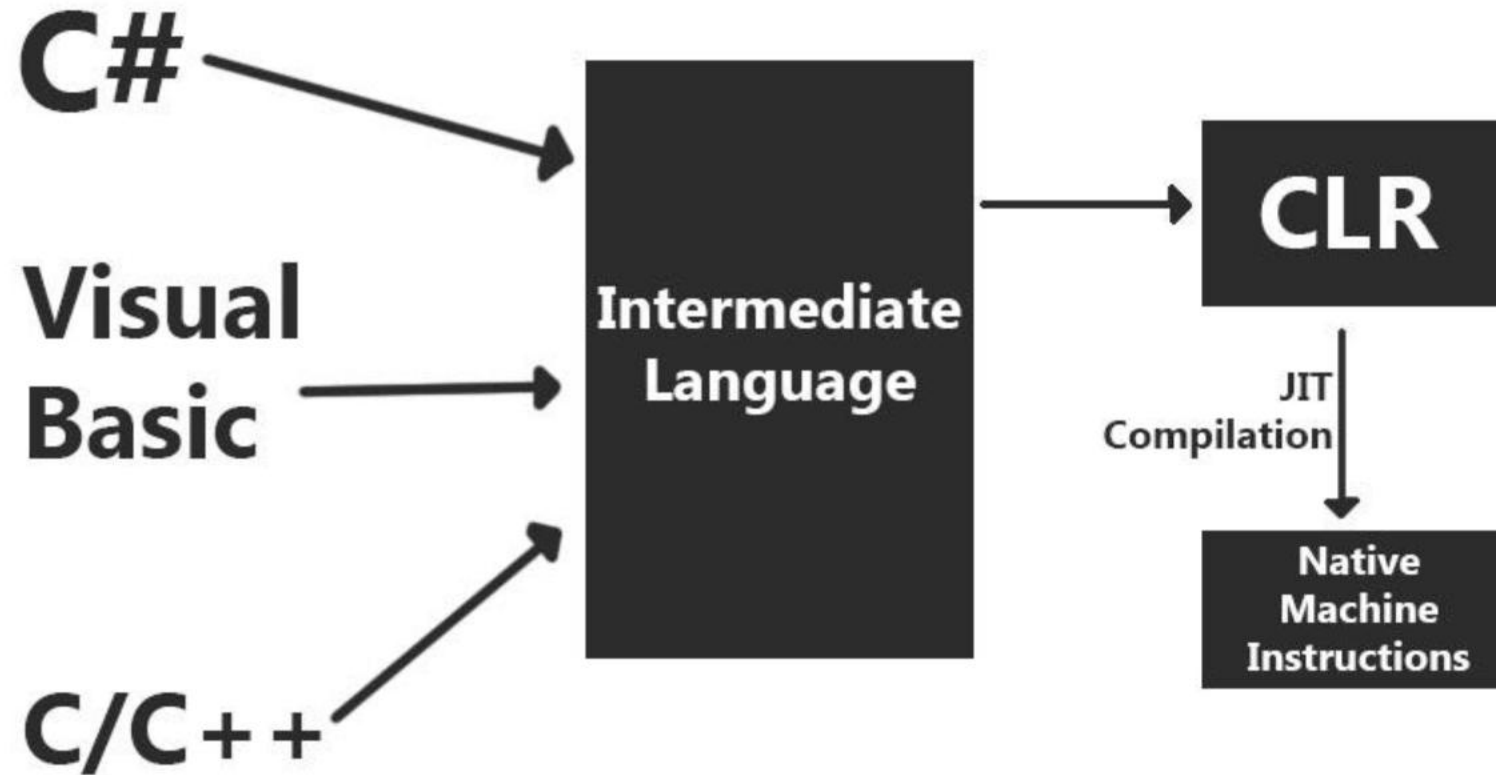 C#
Visual
Basic
C/C++
Intermediate
Language
CLR
JIT
Compilation
Native
Machine
Instructions